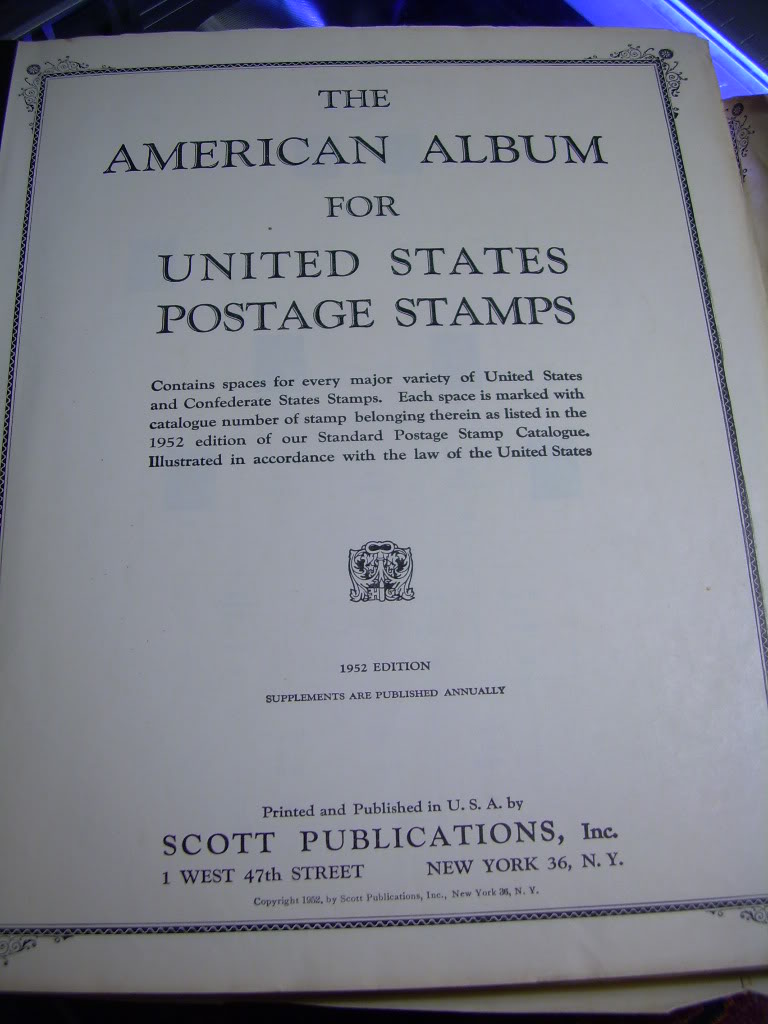 THE
AMERICAN ALBUM
FOR
UNITED STATES
POSTAGE STAMPS
Contains spaces for every major variety of United States
and Confederate States Stamps. Each space is marked with
catalogue number of stamp belonging therein as listed in the
1952 edition of our Standard Postage Stamp Catalogue.
Illustrated in accordance with the law of the United States
1952 EDITION
SUPPLEMENTS ARE PUBLISHED ANNUALLY
Printed and Published in U. S. A. by
SCOTT PUBLICATIONS, Inc.
1 WEST 47th STREET NEW YORK 36, N. Y.
Copyright 1952, by Scott Publications, Inc., New York 36, N. Y.